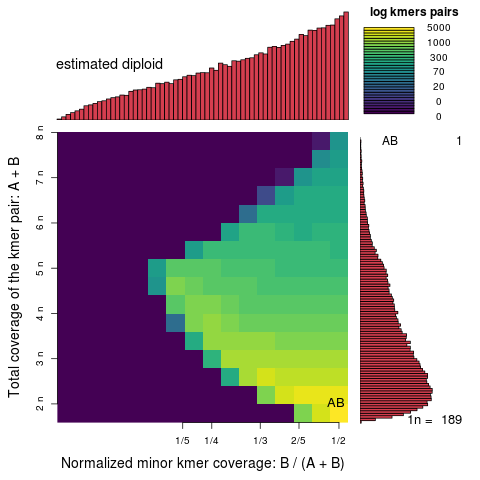 log kmers pairs
5000
1000
300
70
20
0
0
estimated diploid
AB 1
8 n
7 n
6 n
5 n
4 n
3 n
2 n
Total coverage of the kmer pair: A + B
AB
1n = 189
1/5 1/4 1/3 2/5 1/2
Normalized minor kmer coverage: B / (A + B)